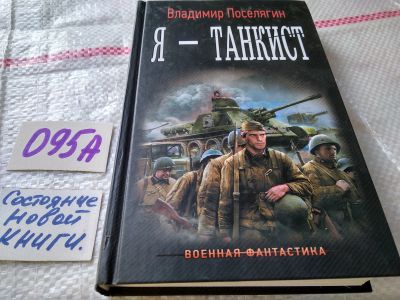 Владимир Поселягин
Я – ТАНКИСТ
ВОЕННАЯ ФАНТАСТИКА
095А
Состояние
новой
книги.